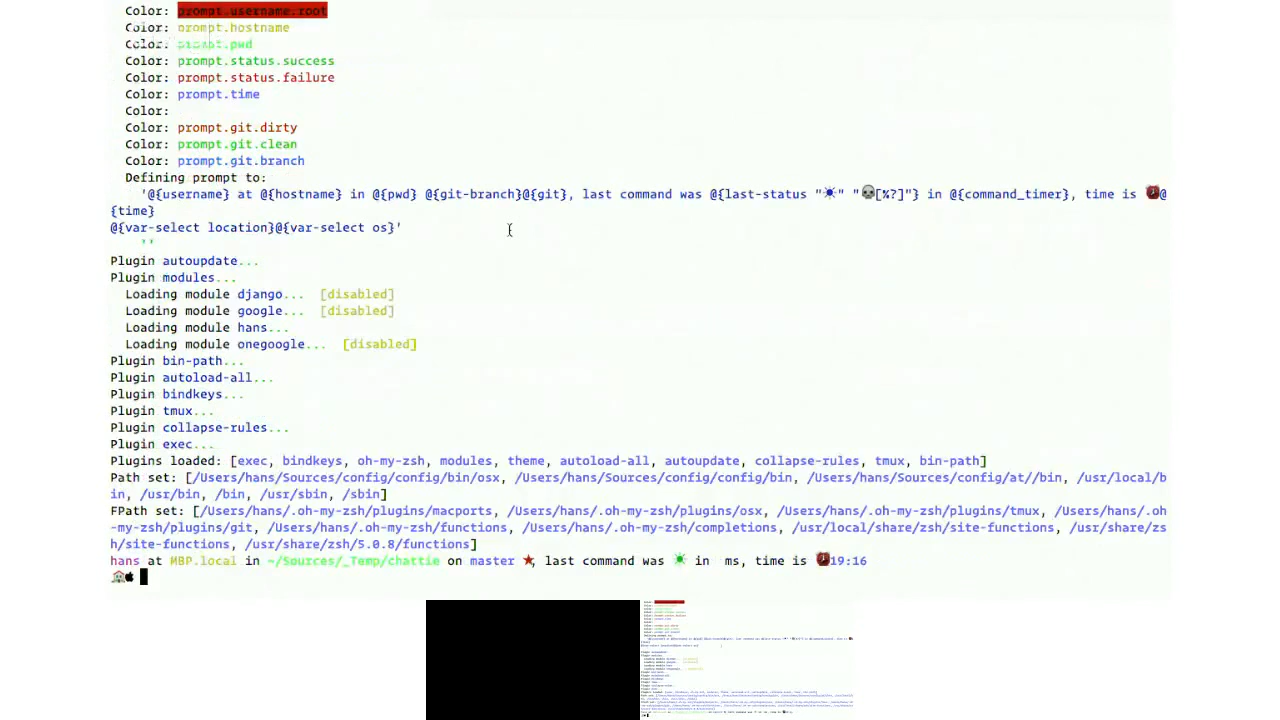 Color: prompt.username.root
Color: prompt.hostname
Color: prompt.pwd
Color: prompt.status.success
Color: prompt.status.failure
Color: prompt.time
Color:
Color: prompt.git.dirty
Color: prompt.git.clean
Color: prompt.git.branch
Defining prompt to:
'@{username} at @{hostname} in @{pwd} @{git-branch}@{git}, last command was @{last-status "☀" "💀[%?]"} in @{command_timer}, time is ⏰@
{time}
@{var-select location}@{var-select os}'
''
Plugin autoupdate...
Plugin modules...
Loading module django... [disabled]
Loading module google... [disabled]
Loading module hans...
Loading module onegoogle... [disabled]
Plugin bin-path...
Plugin autoload-all...
Plugin bindkeys...
Plugin tmux...
Plugin collapse-rules...
Plugin exec...
Plugins loaded: [exec, bindkeys, oh-my-zsh, modules, theme, autoload-all, autoupdate, collapse-rules, tmux, bin-path]
Path set: [/Users/hans/Sources/config/config/bin/osx, /Users/hans/Sources/config/config/bin, /Users/hans/Sources/config/at//bin, /usr/local/b
in, /usr/bin, /bin, /usr/sbin, /sbin]
FPath set: [/Users/hans/.oh-my-zsh/plugins/macports, /Users/hans/.oh-my-zsh/plugins/osx, /Users/hans/.oh-my-zsh/plugins/tmux, /Users/hans/.oh
-my-zsh/plugins/git, /Users/hans/.oh-my-zsh/functions, /Users/hans/.oh-my-zsh/completions, /usr/local/share/zsh/site-functions, /usr/share/zs
h/site-functions, /usr/share/zsh/5.0.8/functions]
hans at MBP.local in ~/Sources/_Temp/chattie on master ★, last command was ☀ in ms, time is ⏰19:16